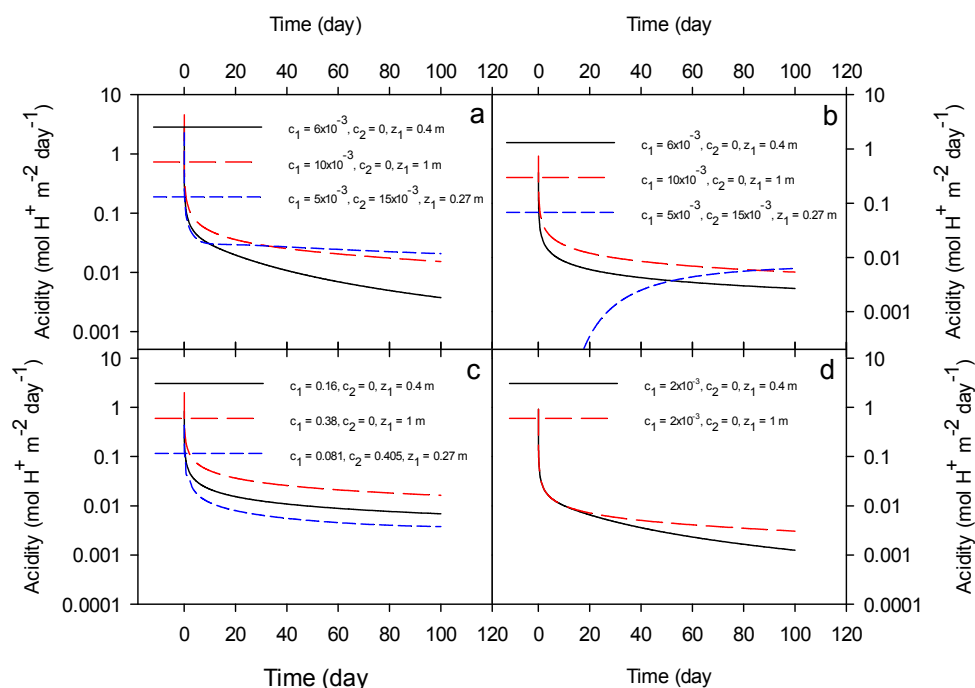 Time (day)
Time (day
0 20 40 60 80 100 120
0 20 40 60 80 100 120
Acidity (mol H⁺ m⁻² day⁻¹)
10
1
0.1
0.01
0.001
a
c₁ = 6x10⁻³, c₂ = 0, z₁ = 0.4 m
c₁ = 10x10⁻³, c₂ = 0, z₁ = 1 m
c₁ = 5x10⁻³, c₂ = 15x10⁻³, z₁ = 0.27 m
b
c₁ = 6x10⁻³, c₂ = 0, z₁ = 0.4 m
c₁ = 10x10⁻³, c₂ = 0, z₁ = 1 m
c₁ = 5x10⁻³, c₂ = 15x10⁻³, z₁ = 0.27 m
10
1
0.1
0.01
0.001
Acidity (mol H⁺ m⁻² day⁻¹)
Acidity (mol H⁺ m⁻² day⁻¹)
10
1
0.1
0.01
0.001
0.0001
c
c₁ = 0.16, c₂ = 0, z₁ = 0.4 m
c₁ = 0.38, c₂ = 0, z₁ = 1 m
c₁ = 0.081, c₂ = 0.405, z₁ = 0.27 m
d
c₁ = 2x10⁻³, c₂ = 0, z₁ = 0.4 m
c₁ = 2x10⁻³, c₂ = 0, z₁ = 1 m
10
1
0.1
0.01
0.001
0.0001
Acidity (mol H⁺ m⁻² day⁻¹)
0 20 40 60 80 100 120
0 20 40 60 80 100 120
Time (day
Time (day